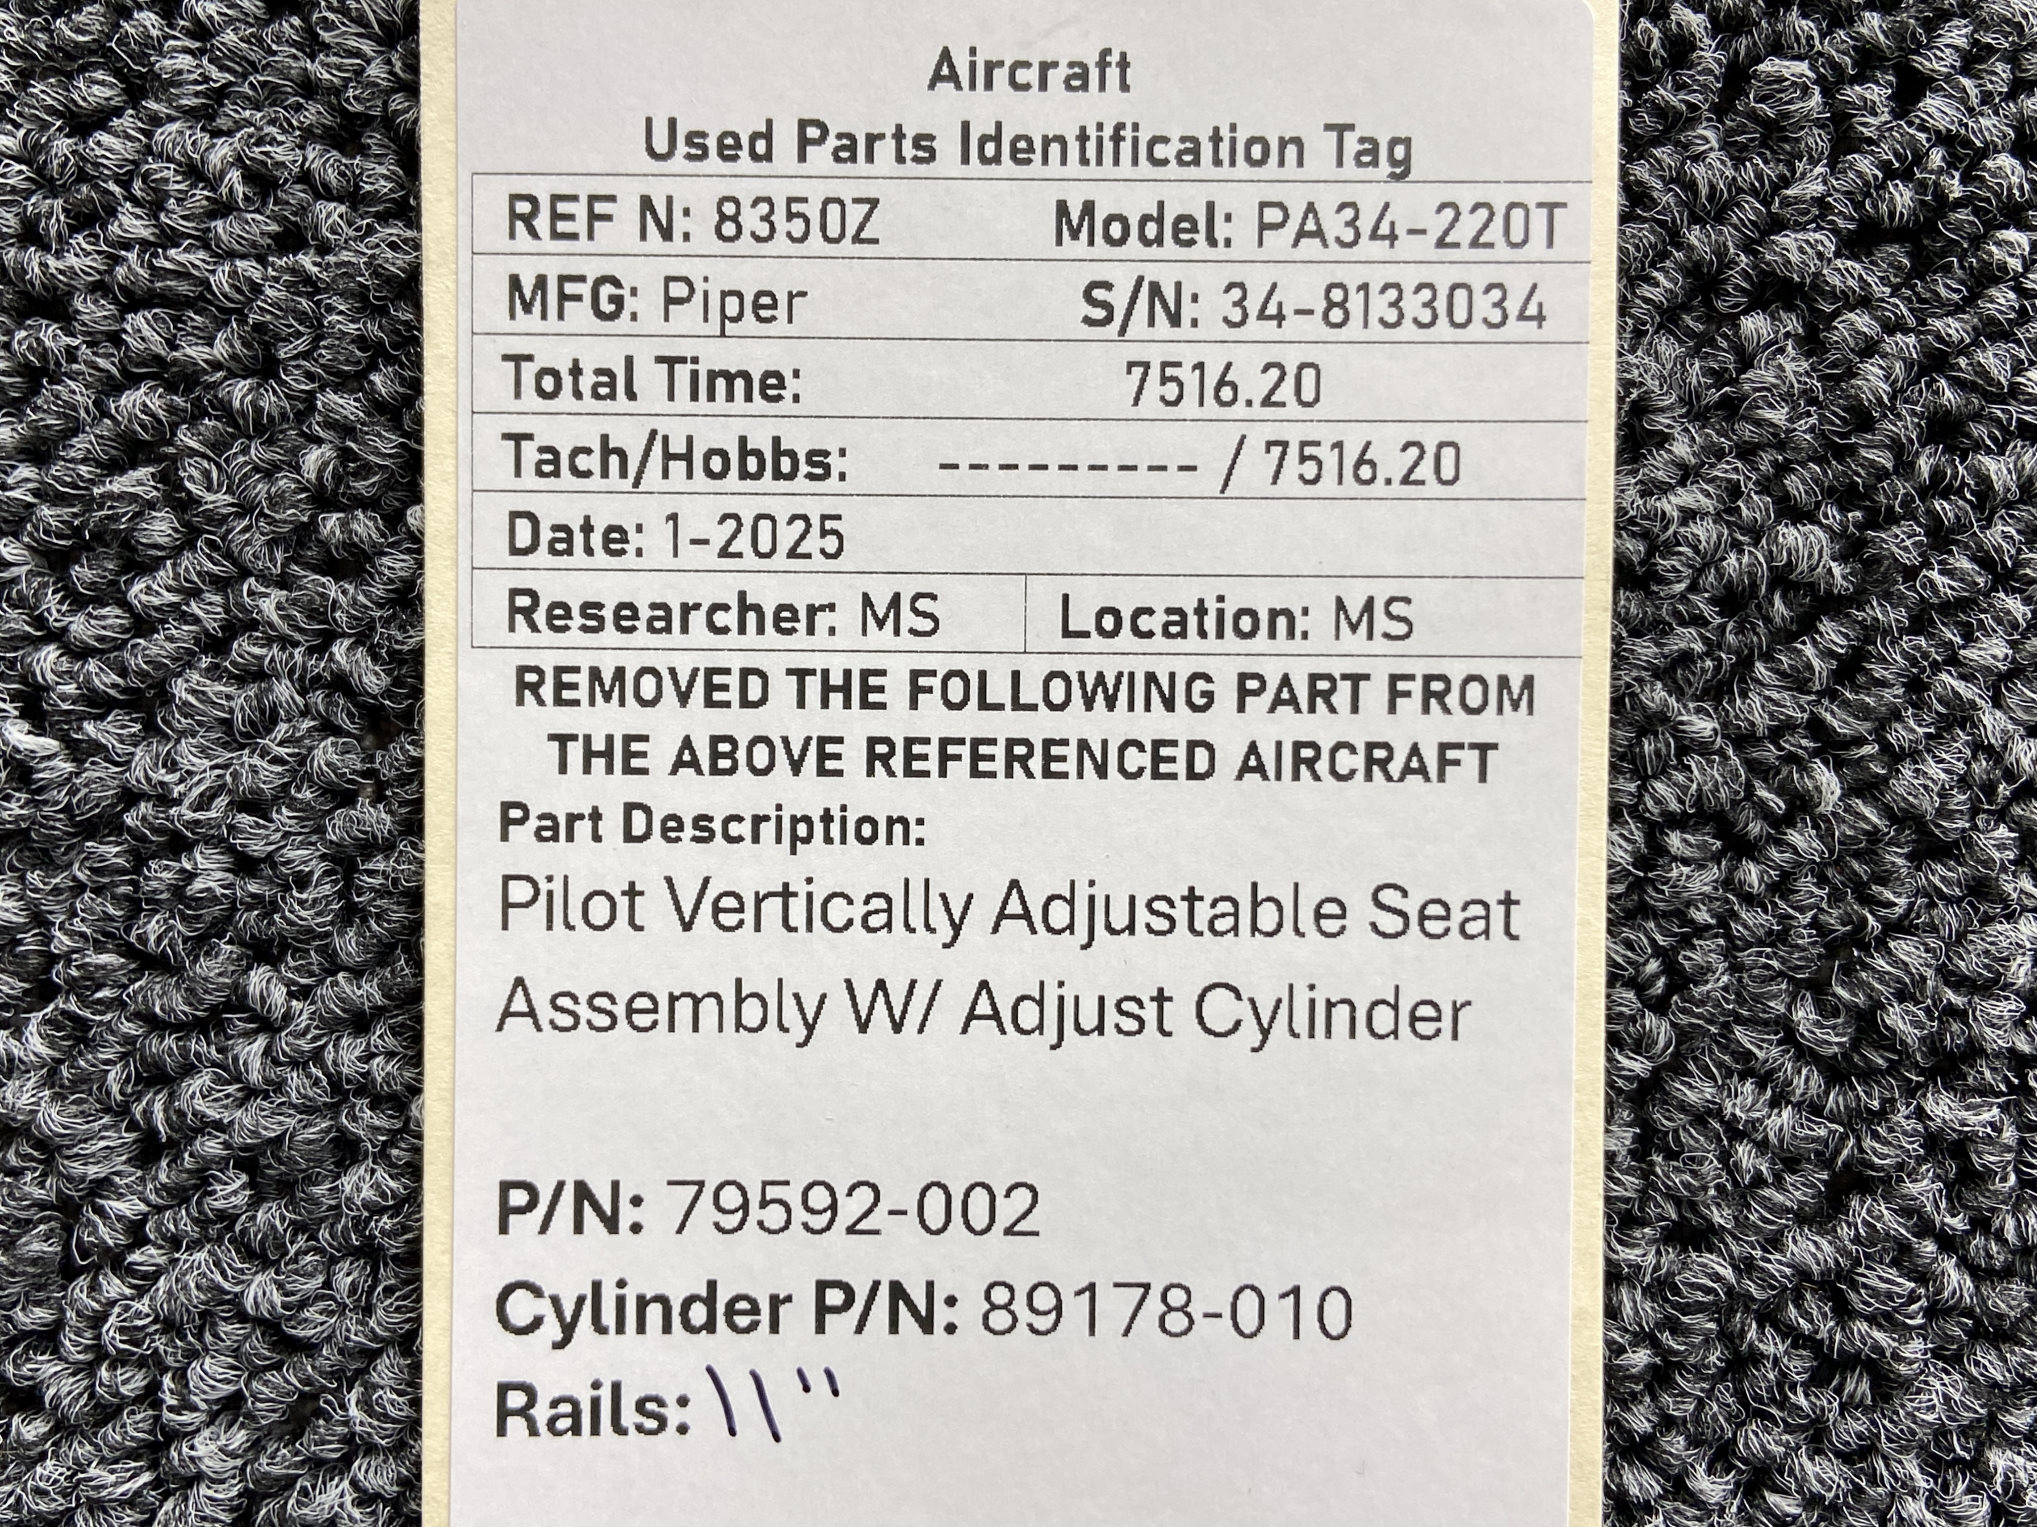 Aircraft
Used Parts Identification Tag
REF N: 8350Z Model: PA34-220T
MFG: Piper S/N: 34-8133034
Total Time: 7516.20
Tach/Hobbs: --------- / 7516.20
Date: 1-2025
Researcher: MS Location: MS
REMOVED THE FOLLOWING PART FROM
THE ABOVE REFERENCED AIRCRAFT
Part Description:
Pilot Vertically Adjustable Seat
Assembly W/ Adjust Cylinder
P/N: 79592-002
Cylinder P/N: 89178-010
Rails: 11"